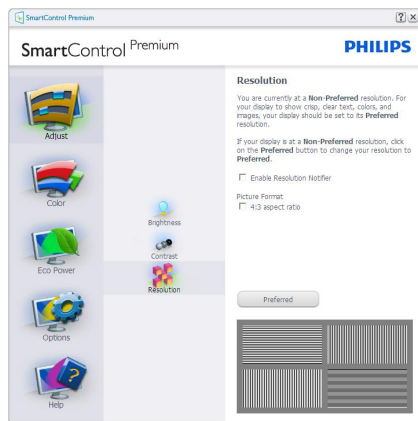 SmartControl Premium
SmartControl Premium
PHILIPS
Adjust
Color
Eco Power
Options
Help
Brightness
Contrast
Resolution
Resolution
You are currently at a Non-Preferred resolution. For
your display to show crisp, clear text, colors, and
images, your display should be set to its Preferred
resolution.
If your display is at a Non-Preferred resolution, click
on the Preferred button to change your resolution to
Preferred.
Enable Resolution Notifier
Picture Format
4:3 aspect ratio
Preferred